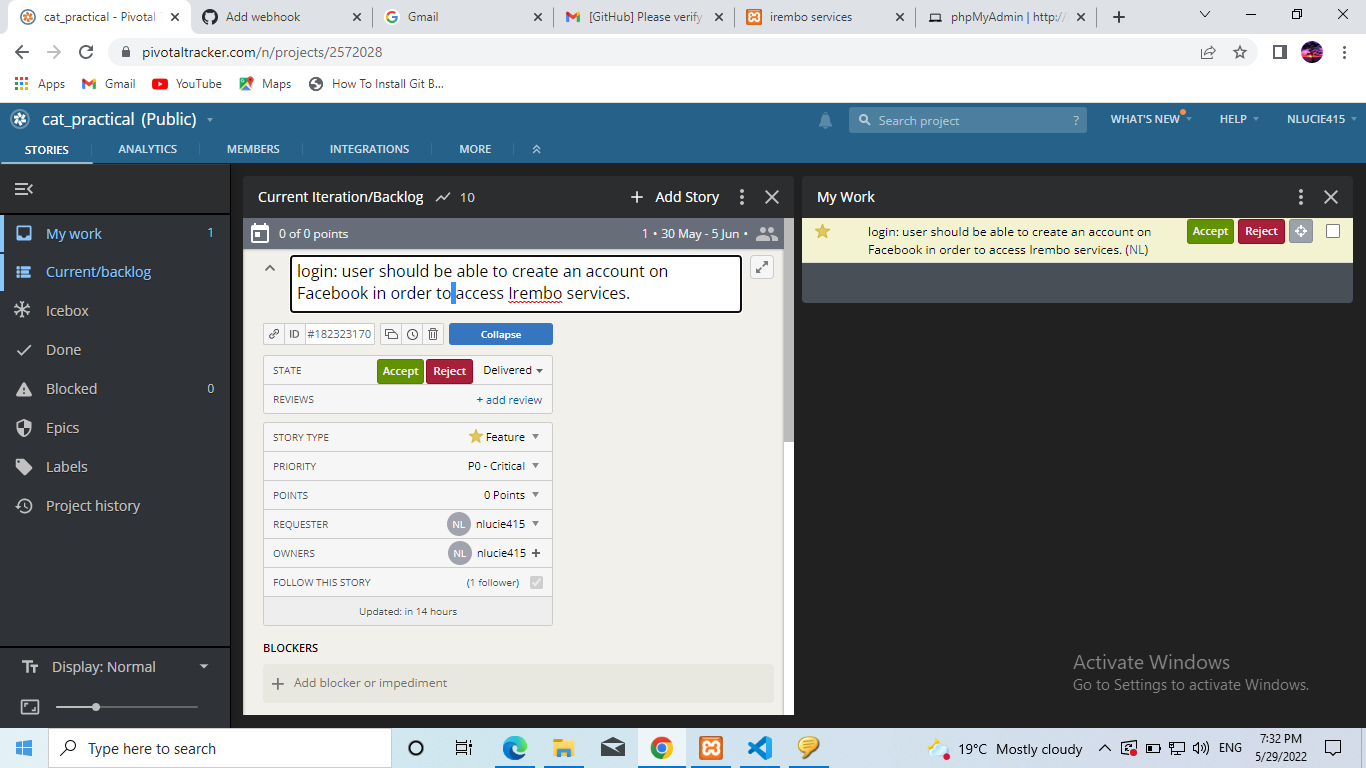 cat_practical - Pivotal T
Add webhook
Gmail
[GitHub] Please verify
irembo services
phpMyAdmin | http:/
pivotaltracker.com/n/projects/2572028
Apps
Gmail
YouTube
Maps
How To Install Git B...
cat_practical (Public)
Search project
?
WHAT'S NEW
HELP
NLUCIE415
STORIES
ANALYTICS
MEMBERS
INTEGRATIONS
MORE
My work 1
Current/backlog
Icebox
Done
Blocked 0
Epics
Labels
Project history
Display: Normal
Current Iteration/Backlog 10
+ Add Story
0 of 0 points
1 • 30 May - 5 Jun •
login: user should be able to create an account on
Facebook in order to access Irembo services.
ID #182323170
Collapse
STATE Accept Reject Delivered
REVIEWS + add review
STORY TYPE Feature
PRIORITY P0 - Critical
POINTS 0 Points
REQUESTER NL nlucie415
OWNERS NL nlucie415 +
FOLLOW THIS STORY (1 follower)
Updated: in 14 hours
BLOCKERS
+ Add blocker or impediment
My Work
login: user should be able to create an account on
Facebook in order to access Irembo services. (NL)
Accept Reject
Activate Windows
Go to Settings to activate Windows.
Type here to search
19°C Mostly cloudy
ENG
7:32 PM
5/29/2022